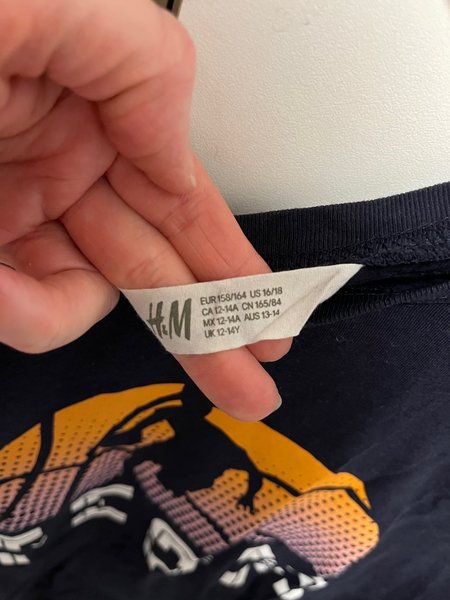 H&M
EUR 158/164 US 16/18
CA 12-14A CN 165/84
MX 12-14A AUS 13-14
UK 12-14Y